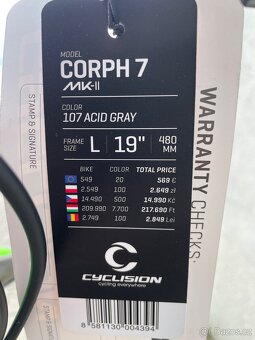 MODEL
CORPH 7
MK-II
COLOR
107 ACID GRAY
FRAME SIZE L 19" 480 MM
BIKE COLOR TOTAL PRICE
549 20 569 €
2.549 100 2.649 zł
14.490 500 14.990 Kč
209.990 7.700 217.690 Ft
2.749 100 2.849 Lei
CYCLISION
cycling everywhere
8 581130 004394
STAMP & SIGNATURE
WARRANTY CHECKS:
bazos.cz